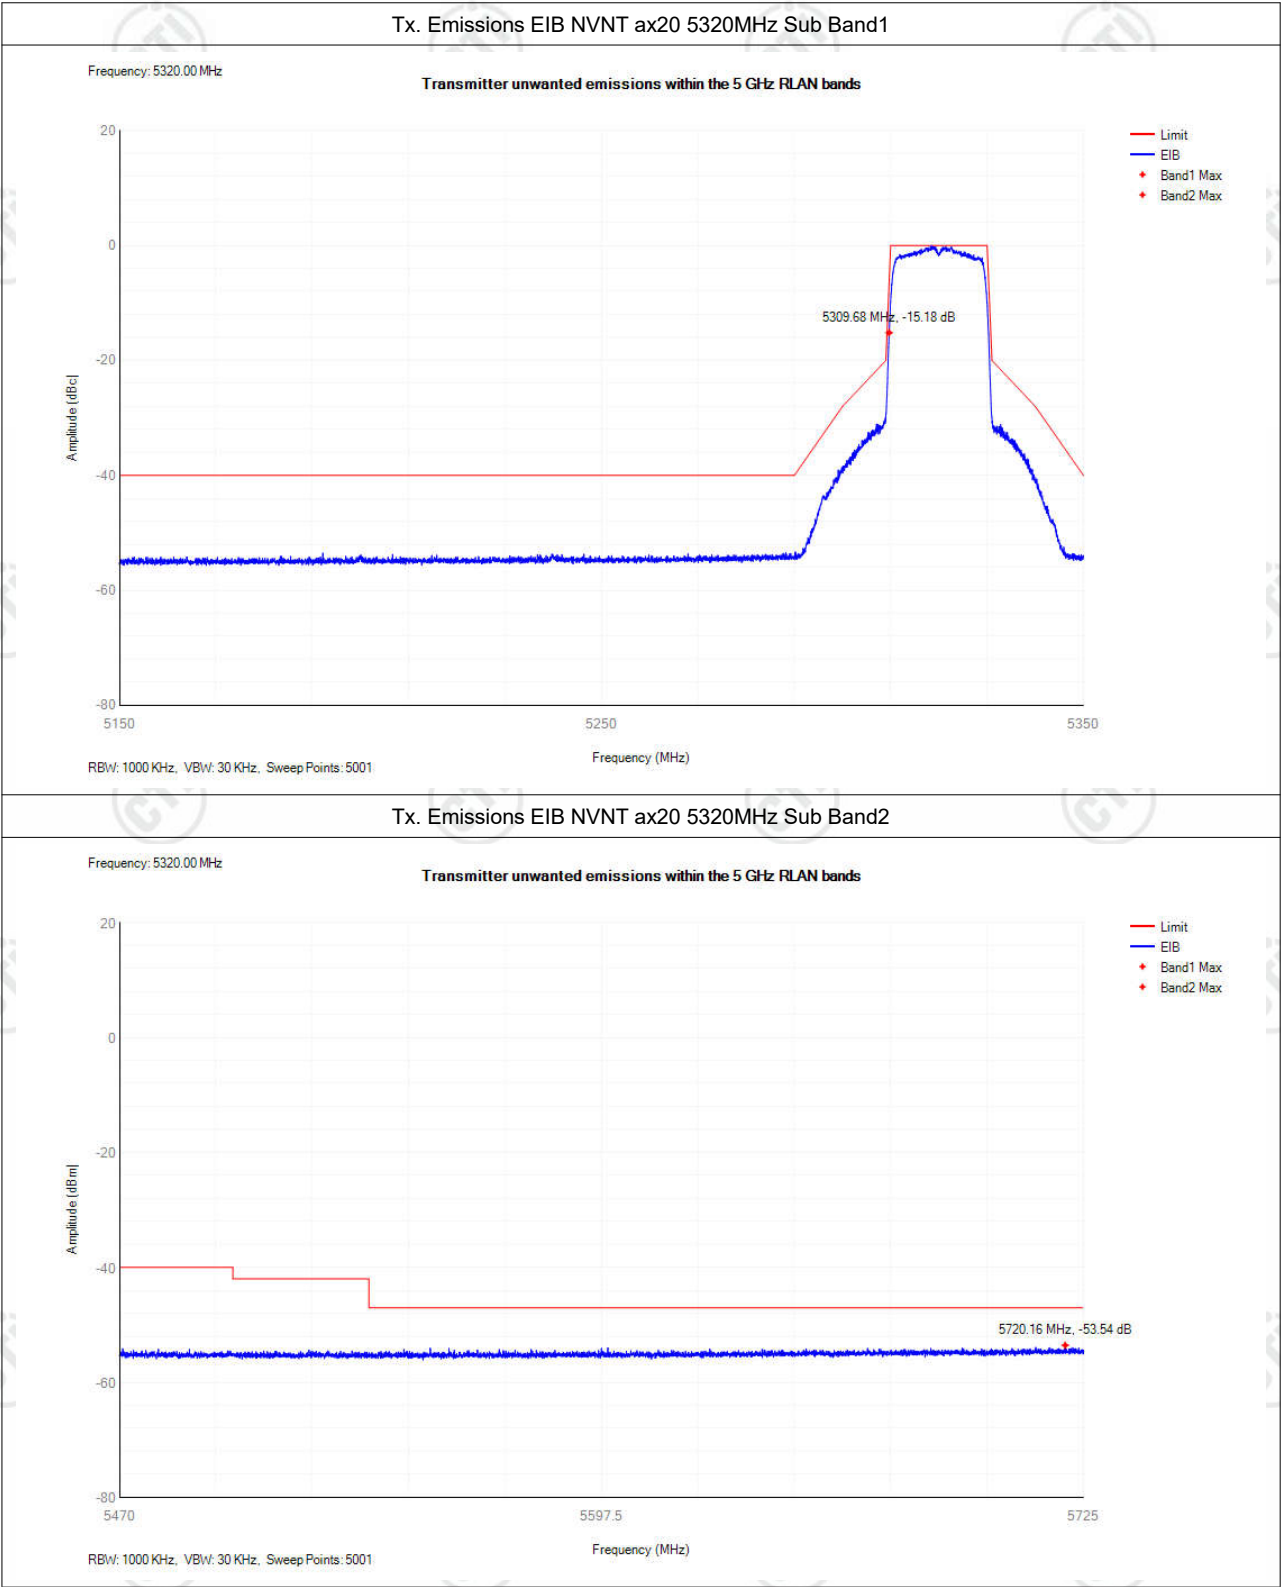 Tx. Emissions EIB NVNT ax20 5320MHz Sub Band1
Frequency: 5320.00 MHz
Transmitter unwanted emissions within the 5 GHz RLAN bands
20
0
-20
-40
-60
-80
Amplitude [dBc]
Limit
EIB
Band1 Max
Band2 Max
5309.68 MHz, -15.18 dB
5150
5250
5350
Frequency (MHz)
RBW: 1000 KHz, VBW: 30 KHz, Sweep Points: 5001
Tx. Emissions EIB NVNT ax20 5320MHz Sub Band2
Frequency: 5320.00 MHz
Transmitter unwanted emissions within the 5 GHz RLAN bands
20
0
-20
-40
-60
-80
Amplitude [dBm]
Limit
EIB
Band1 Max
Band2 Max
5720.16 MHz, -53.54 dB
5470
5597.5
5725
Frequency (MHz)
RBW: 1000 KHz, VBW: 30 KHz, Sweep Points: 5001